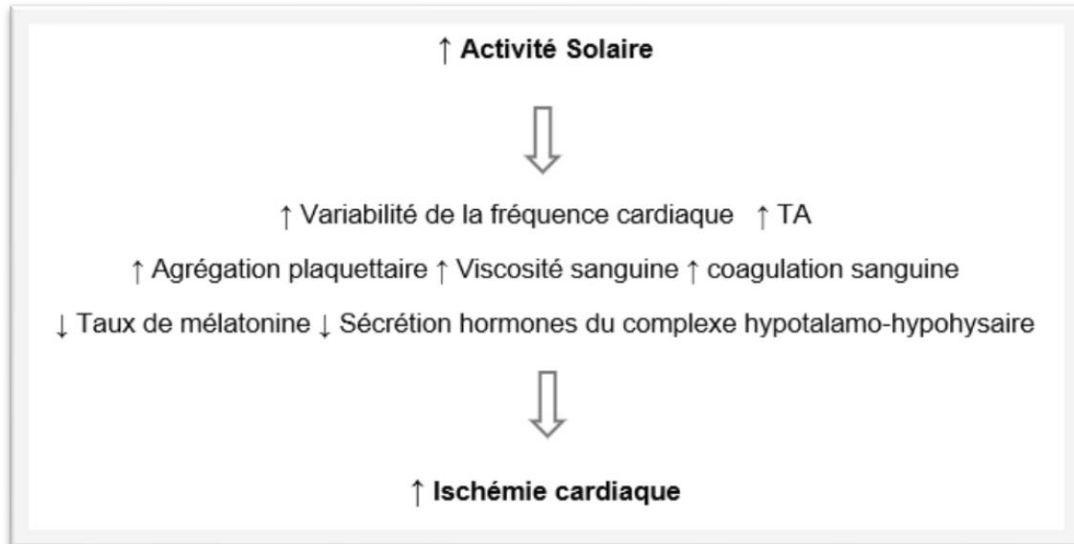 ↑ Activité Solaire
↑ Variabilité de la fréquence cardiaque ↑ TA
↑ Agrégation plaquettaire ↑ Viscosité sanguine ↑ coagulation sanguine
↓ Taux de mélatonine ↓ Sécrétion hormones du complexe hypotalamo-hypohysaire
↑ Ischémie cardiaque